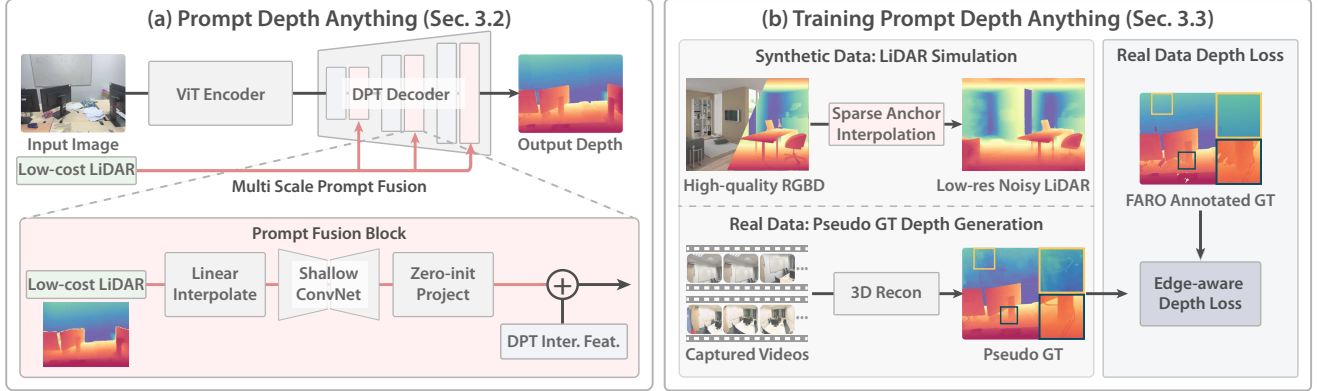 (a) Prompt Depth Anything (Sec. 3.2)
ViT Encoder
DPT Decoder
Input Image
Output Depth
Low-cost LiDAR
Multi Scale Prompt Fusion
Prompt Fusion Block
Low-cost LiDAR
Linear
Interpolate
Shallow
ConvNet
Zero-init
Project
DPT Inter. Feat.
(b) Training Prompt Depth Anything (Sec. 3.3)
Synthetic Data: LiDAR Simulation
Sparse Anchor
Interpolation
High-quality RGBD
Low-res Noisy LiDAR
Real Data: Pseudo GT Depth Generation
3D Recon
Captured Videos
Pseudo GT
Real Data Depth Loss
FARO Annotated GT
Edge-aware
Depth Loss